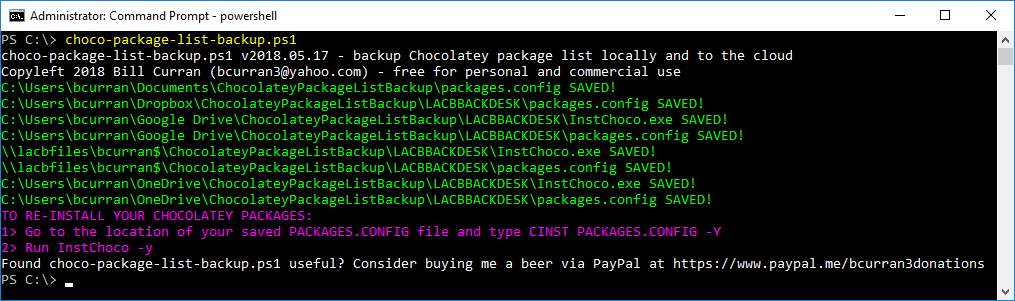 Administrator: Command Prompt - powershell
PS C:\> choco-package-list-backup.ps1
choco-package-list-backup.ps1 v2018.05.17 - backup Chocolatey package list locally and to the cloud
Copyleft 2018 Bill Curran (bcurran3@yahoo.com) - free for personal and commercial use
C:\Users\bcurran\Documents\ChocolateyPackageListBackup\packages.config SAVED!
C:\Users\bcurran\Dropbox\ChocolateyPackageListBackup\LACBBACKDESK\packages.config SAVED!
C:\Users\bcurran\Google Drive\ChocolateyPackageListBackup\LACBBACKDESK\InstChoco.exe SAVED!
C:\Users\bcurran\Google Drive\ChocolateyPackageListBackup\LACBBACKDESK\packages.config SAVED!
\\lacbfiles\bcurran$\ChocolateyPackageListBackup\LACBBACKDESK\InstChoco.exe SAVED!
\\lacbfiles\bcurran$\ChocolateyPackageListBackup\LACBBACKDESK\packages.config SAVED!
C:\Users\bcurran\OneDrive\ChocolateyPackageListBackup\LACBBACKDESK\InstChoco.exe SAVED!
C:\Users\bcurran\OneDrive\ChocolateyPackageListBackup\LACBBACKDESK\packages.config SAVED!
TO RE-INSTALL YOUR CHOCOLATEY PACKAGES:
1> Go to the location of your saved PACKAGES.CONFIG file and type CINST PACKAGES.CONFIG -Y
2> Run InstChoco -y
Found choco-package-list-backup.ps1 useful? Consider buying me a beer via PayPal at https://www.paypal.me/bcurran3donations
PS C:\>